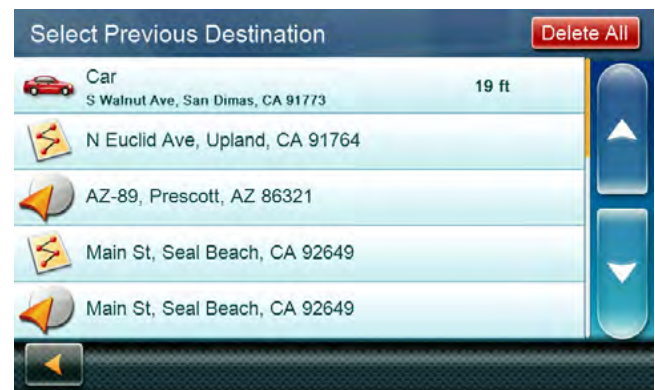 Select Previous Destination
Delete All
Car
S Walnut Ave, San Dimas, CA 91773
19 ft
N Euclid Ave, Upland, CA 91764
AZ-89, Prescott, AZ 86321
Main St, Seal Beach, CA 92649
Main St, Seal Beach, CA 92649